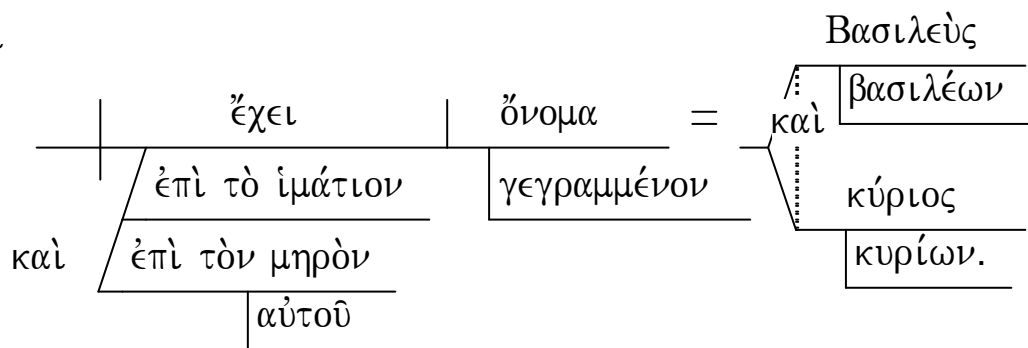 Βασιλεὺς
ἔχει ὄνομα = καὶ βασιλέων
ἐπὶ τὸ ἱμάτιον γεγραμμένον κύριος
καὶ ἐπὶ τὸν μηρὸν κυρίων.
αὐτοῦ